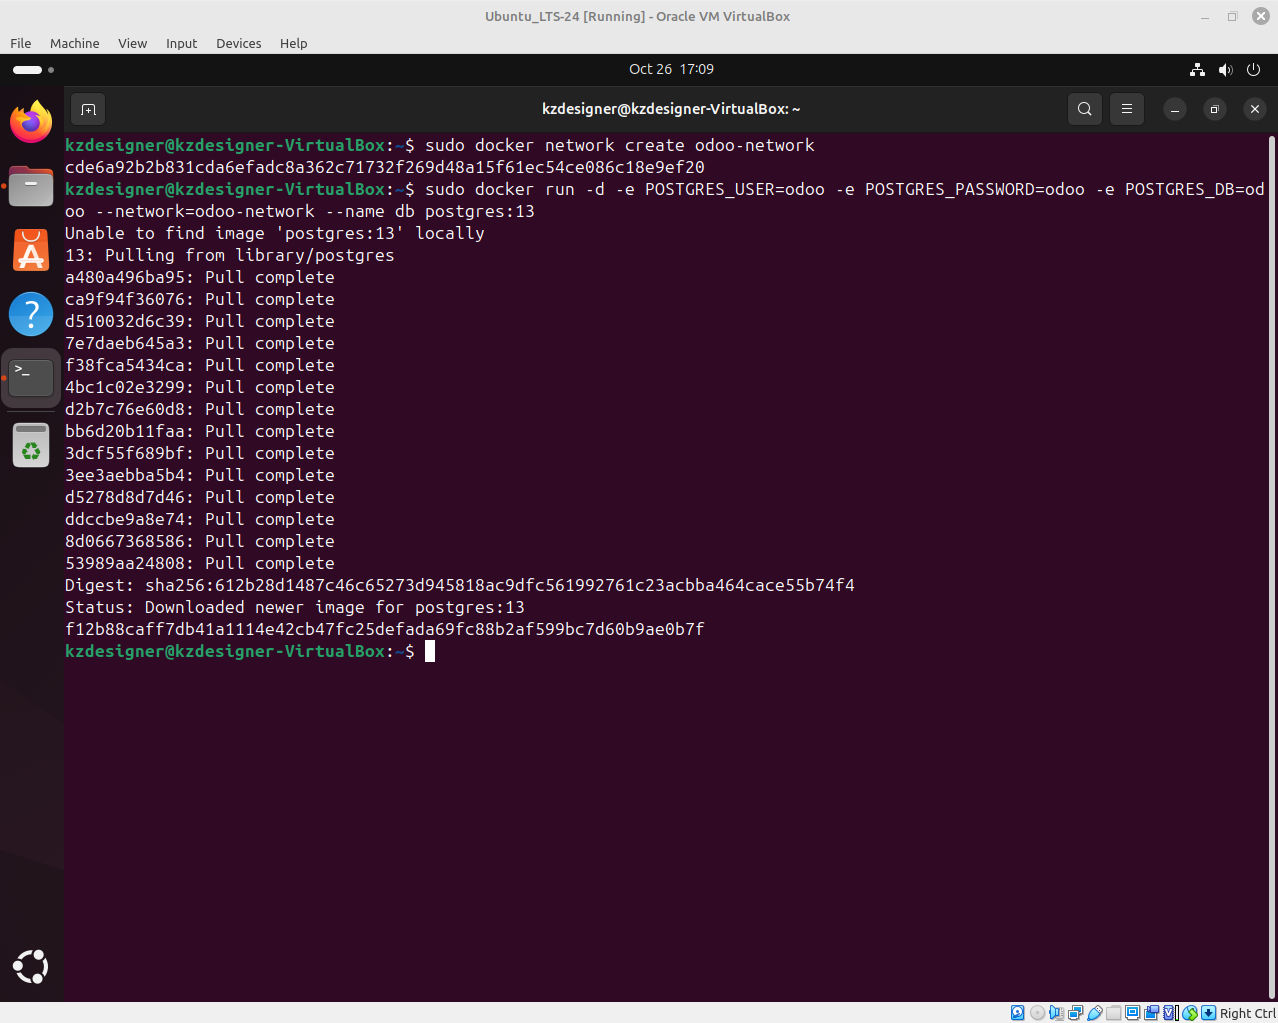 Ubuntu_LTS-24 [Running] - Oracle VM VirtualBox
File Machine View Input Devices Help
Oct 26 17:09
kzdesigner@kzdesigner-VirtualBox: ~
kzdesigner@kzdesigner-VirtualBox:~$ sudo docker network create odoo-network
cde6a92b2b831cda6efadc8a362c71732f269d48a15f61ec54ce086c18e9ef20
kzdesigner@kzdesigner-VirtualBox:~$ sudo docker run -d -e POSTGRES_USER=odoo -e POSTGRES_PASSWORD=odoo -e POSTGRES_DB=od
oo --network=odoo-network --name db postgres:13
Unable to find image 'postgres:13' locally
13: Pulling from library/postgres
a480a496ba95: Pull complete
ca9f94f36076: Pull complete
d510032d6c39: Pull complete
7e7daeb645a3: Pull complete
f38fca5434ca: Pull complete
4bc1c02e3299: Pull complete
d2b7c76e60d8: Pull complete
bb6d20b11faa: Pull complete
3dcf55f689bf: Pull complete
3ee3aebba5b4: Pull complete
d5278d8d7d46: Pull complete
ddccbe9a8e74: Pull complete
8d0667368586: Pull complete
53989aa24808: Pull complete
Digest: sha256:612b28d1487c46c65273d945818ac9dfc561992761c23acbba464cace55b74f4
Status: Downloaded newer image for postgres:13
f12b88caff7db41a1114e42cb47fc25defada69fc88b2af599bc7d60b9ae0b7f
kzdesigner@kzdesigner-VirtualBox:~$
Right Ctrl